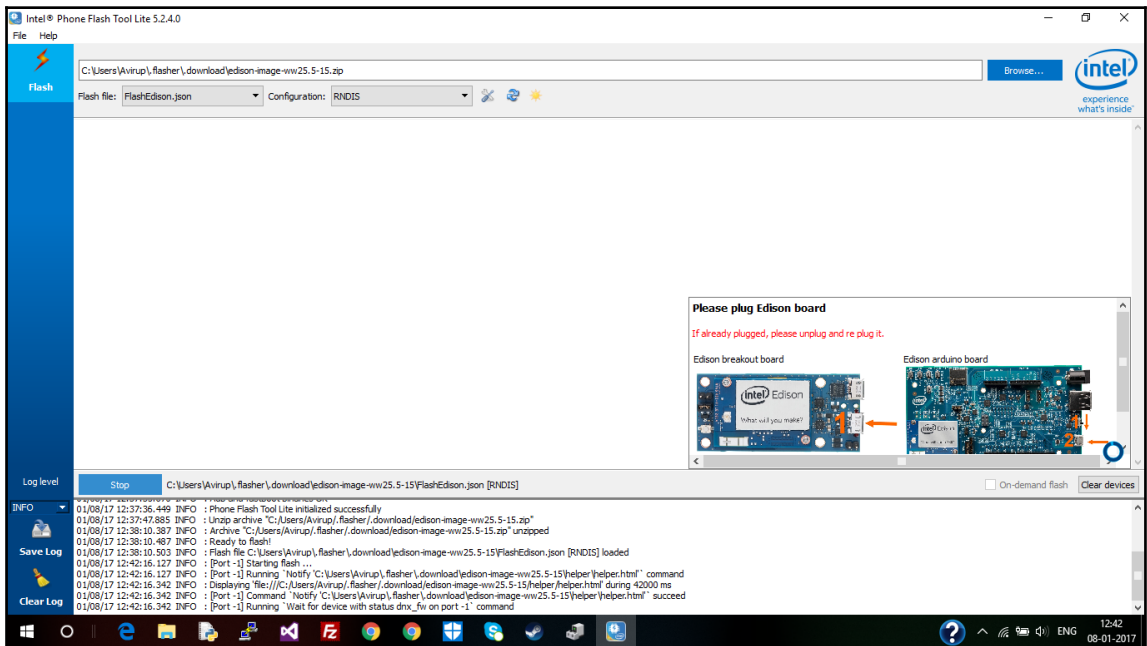 Intel® Phone Flash Tool Lite 5.2.4.0
File Help
Flash
C:\Users\Avirup\.flasher\.download\edison-image-ww25.5-15.zip
Browse...
Flash file: FlashEdison.json Configuration: RNDIS
intel
experience
what's inside™
Please plug Edison board
If already plugged, please unplug and re plug it.
Edison breakout board Edison arduino board
intel Edison
What will you make?
1
1
2
Log level
Stop C:\Users\Avirup\.flasher\.download\edison-image-ww25.5-15\FlashEdison.json [RNDIS] On-demand flash Clear devices
INFO
Save Log
Clear Log
01/08/17 12:37:36.449 INFO : Phone Flash Tool Lite initialized successfully
01/08/17 12:37:47.885 INFO : Unzip archive "C:/Users/Avirup/.flasher/.download/edison-image-ww25.5-15.zip"
01/08/17 12:38:10.387 INFO : Archive "C:/Users/Avirup/.flasher/.download/edison-image-ww25.5-15.zip" unzipped
01/08/17 12:38:10.487 INFO : Ready to flash!
01/08/17 12:38:10.503 INFO : Flash file C:\Users\Avirup\.flasher\.download\edison-image-ww25.5-15\FlashEdison.json [RNDIS] loaded
01/08/17 12:42:16.127 INFO : [Port -1] Starting flash ...
01/08/17 12:42:16.127 INFO : [Port -1] Running `Notify 'C:\Users\Avirup\.flasher\.download\edison-image-ww25.5-15\helper\helper.html'` command
01/08/17 12:42:16.342 INFO : Displaying 'file:///C:/Users/Avirup/.flasher/.download/edison-image-ww25.5-15/helper/helper.html' during 42000 ms
01/08/17 12:42:16.342 INFO : [Port -1] Command `Notify 'C:\Users\Avirup\.flasher\.download\edison-image-ww25.5-15\helper\helper.html'` succeed
01/08/17 12:42:16.342 INFO : [Port -1] Running `Wait for device with status dnx_fw on port -1` command
ENG
12:42
08-01-2017